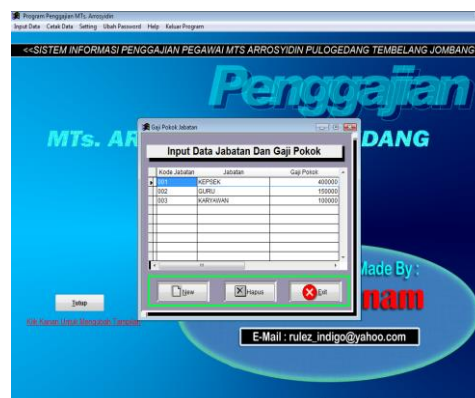 Program Penggajian MTs. Arrosyidin
Input Data Cetak Data Setting Ubah Password Help Keluar Program
<<SISTEM INFORMASI PENGGAJIAN PEGAWAI MTS ARROSYIDIN PULOGEDANG TEMBELANG JOMBANG
Penggajian
MTs. AR
DANG
Gaji Pokok Jabatan
Input Data Jabatan Dan Gaji Pokok
Kode Jabatan Jabatan Gaji Pokok
001 KEPSEK 400000
002 GURU 150000
003 KARYAWAN 100000
New Hapus Exit
Made By :
nam
Tutup
Klik Kanan Untuk Mengubah Tampilan
E-Mail : rulez_indigo@yahoo.com